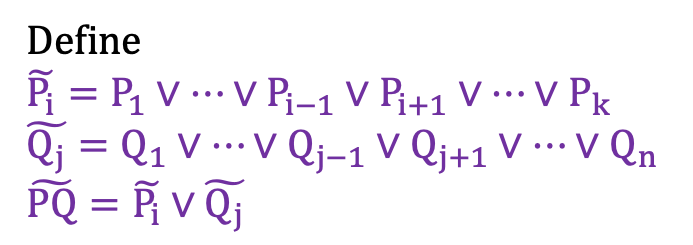 Define
P̃ᵢ = P₁ ∨ ⋯ ∨ Pᵢ₋₁ ∨ Pᵢ₊₁ ∨ ⋯ ∨ Pₖ
Q̃ⱼ = Q₁ ∨ ⋯ ∨ Qⱼ₋₁ ∨ Qⱼ₊₁ ∨ ⋯ ∨ Qₙ
P͠Q = P̃ᵢ ∨ Q̃ⱼ